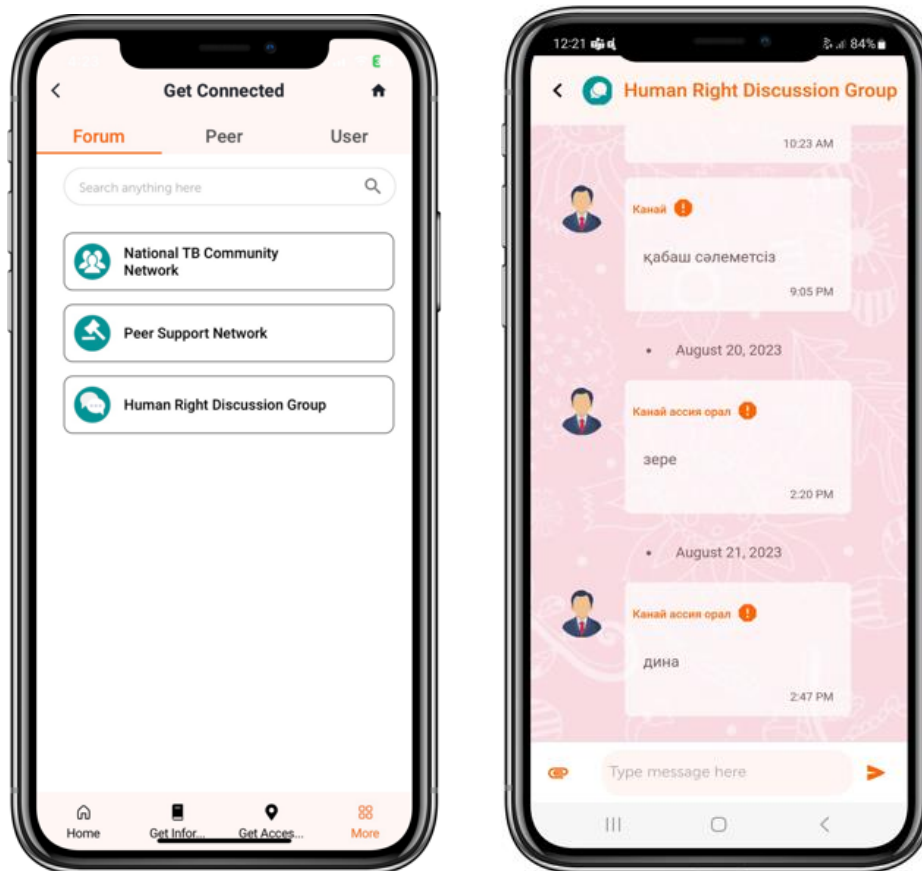 Get Connected
Forum Peer User
Search anything here
National TB Community
Network
Peer Support Network
Human Right Discussion Group
Home Get Infor... Get Acces... More
12:21 84%
Human Right Discussion Group
10:23 AM
Канай
қабаш сәлеметсіз
9:05 PM
• August 20, 2023
Канай ассия орал
зере
2:20 PM
• August 21, 2023
Канай ассия орал
дина
2:47 PM
Type message here